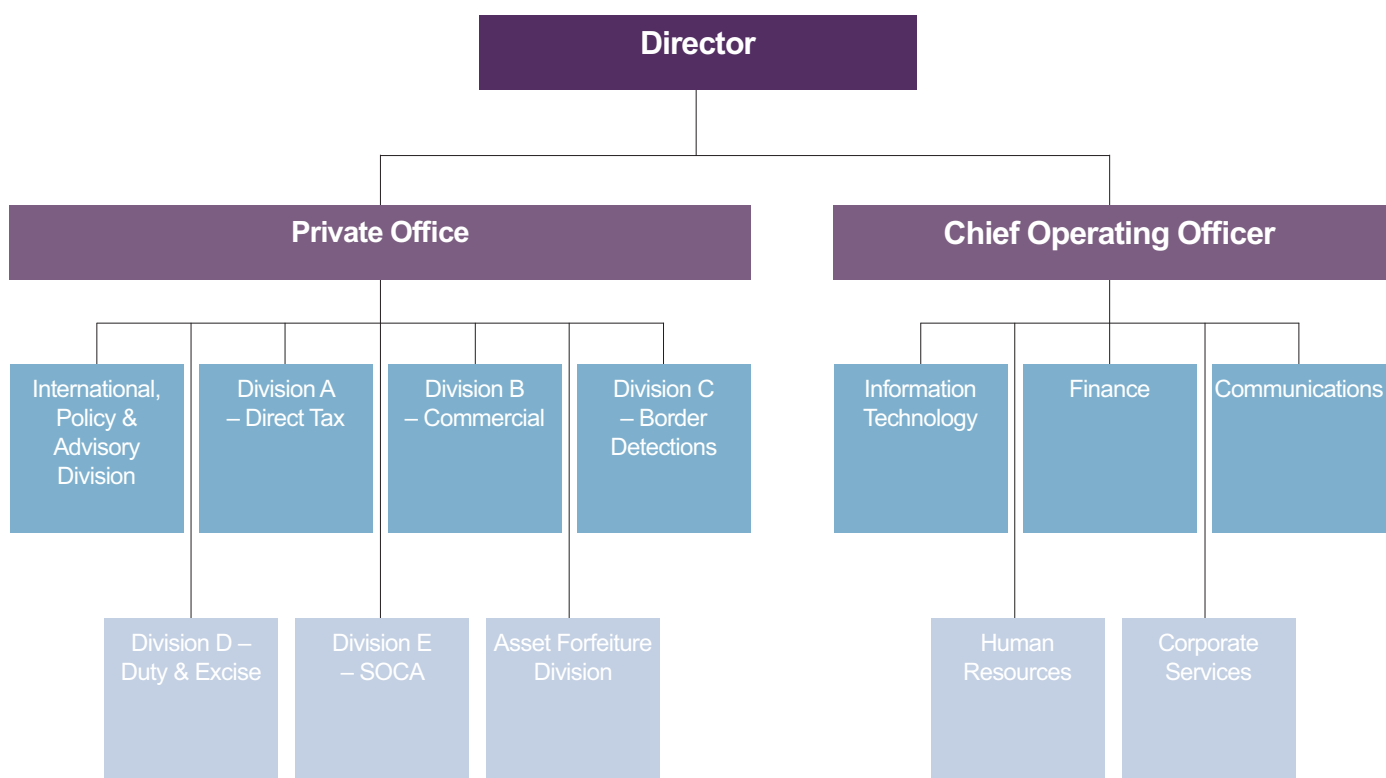 Director
Private Office
Chief Operating Officer
International,
Policy &
Advisory
Division
Division A
– Direct Tax
Division B
– Commercial
Division C
– Border
Detections
Information
Technology
Finance
Communications
Division D –
Duty & Excise
Division E
– SOCA
Asset Forfeiture
Division
Human
Resources
Corporate
Services